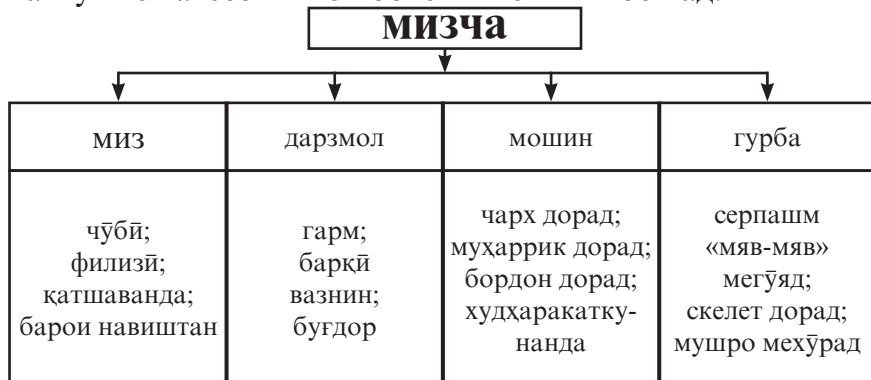 мизча
миз
дарзмол
мошин
гурба
чӯбӣ;
филизӣ;
қатшаванда;
барои навиштан
гарм;
барқӣ
вазнин;
буғдор
чарх дорад;
муҳаррик дорад;
бордон дорад;
худҳаракатку-
нанда
серпашм
«мяв-мяв»
мегӯяд;
скелет дорад;
мушро мехӯрад